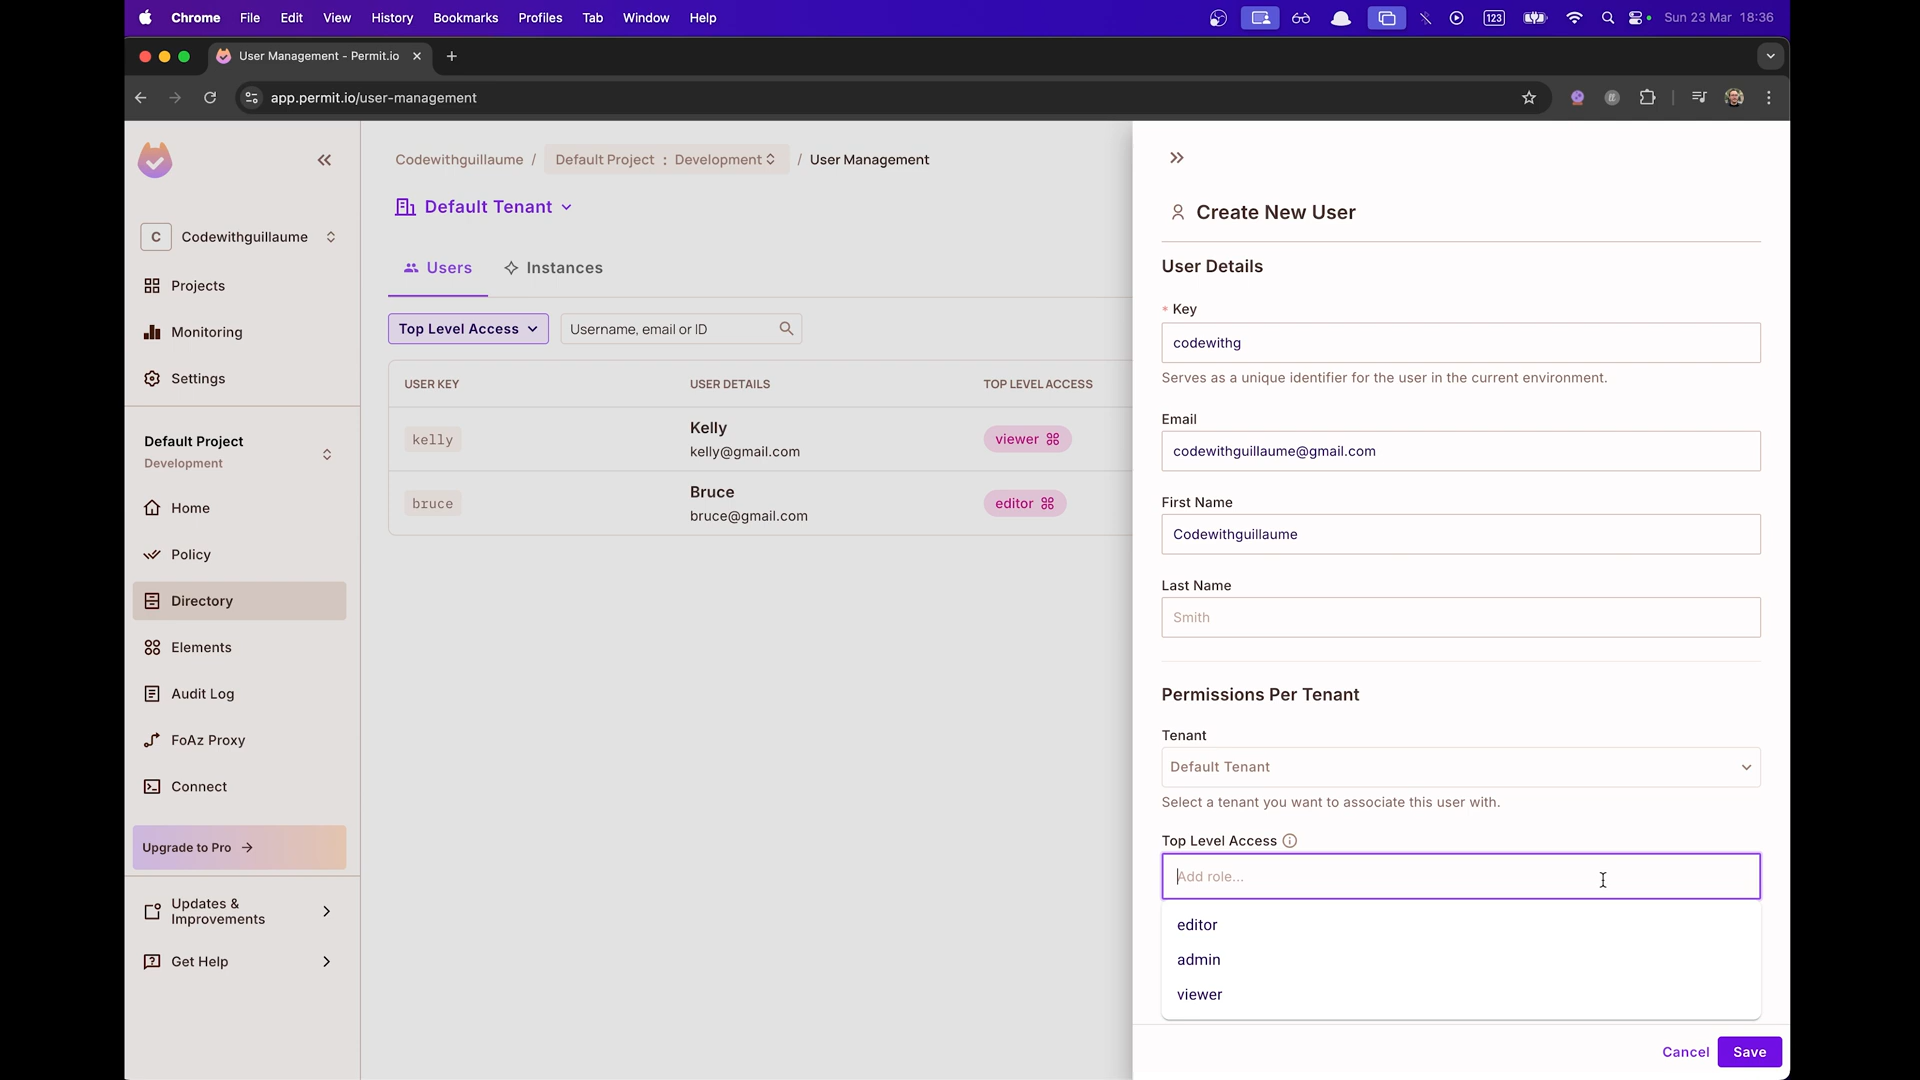 Chrome File Edit View History Bookmarks Profiles Tab Window Help 123 Sun 23 Mar 18:36
User Management - Permit.io
app.permit.io/user-management
C Codewithguillaume
Projects
Monitoring
Settings
Default Project
Development
Home
Policy
Directory
Elements
Audit Log
FoAz Proxy
Connect
Upgrade to Pro
Updates &
Improvements
Get Help
Codewithguillaume / Default Project : Development / User Management
Default Tenant
Users Instances
Top Level Access Username, email or ID
USER KEY USER DETAILS TOP LEVEL ACCESS
kelly Kelly viewer
kelly@gmail.com
bruce Bruce editor
bruce@gmail.com
Create New User
User Details
* Key
codewithg
Serves as a unique identifier for the user in the current environment.
Email
codewithguillaume@gmail.com
First Name
Codewithguillaume
Last Name
Smith
Permissions Per Tenant
Tenant
Default Tenant
Select a tenant you want to associate this user with.
Top Level Access
Add role...
editor
admin
viewer
Cancel Save